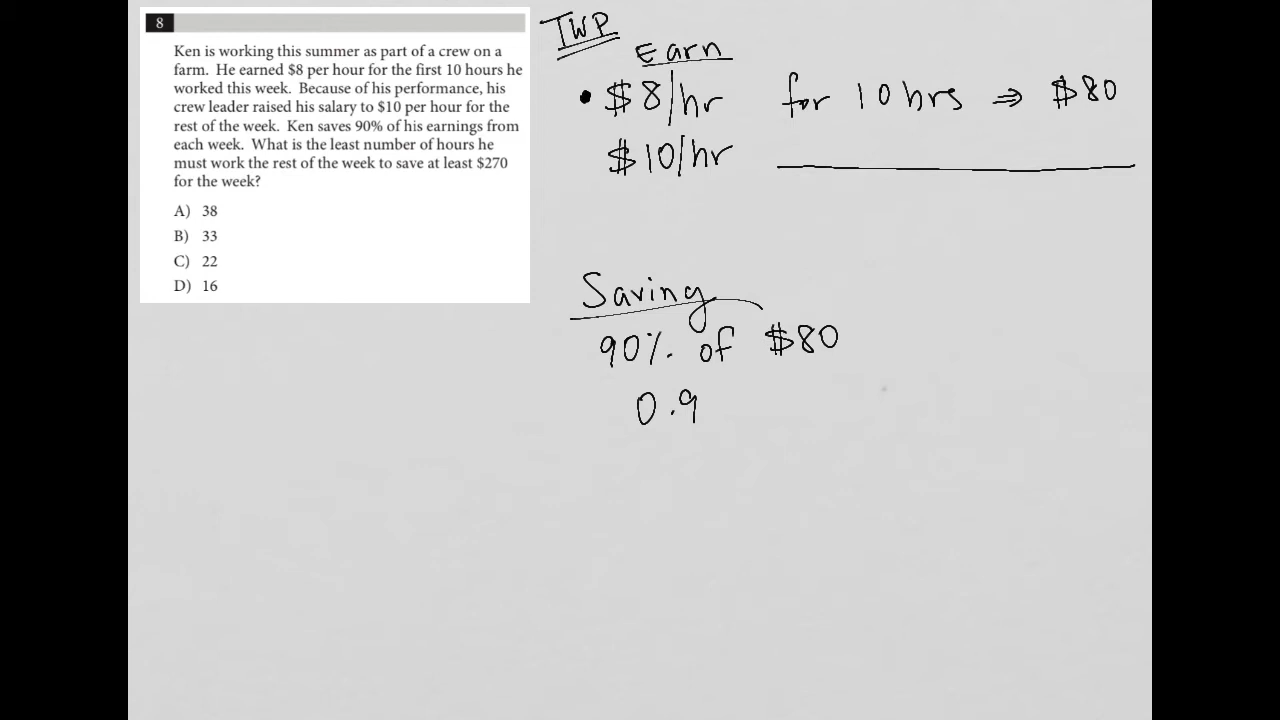 8
Ken is working this summer as part of a crew on a
farm. He earned $8 per hour for the first 10 hours he
worked this week. Because of his performance, his
crew leader raised his salary to $10 per hour for the
rest of the week. Ken saves 90% of his earnings from
each week. What is the least number of hours he
must work the rest of the week to save at least $270
for the week?
A) 38
B) 33
C) 22
D) 16
TWP
Earn
• $8/hr for 10 hrs ⇒ $80
$10/hr
Saving
90% of $80
0.9